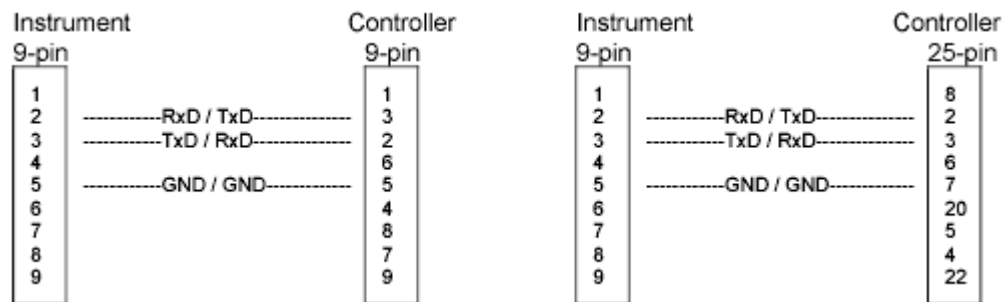 Instrument Controller
9-pin 9-pin
1 1
2 ------------RxD / TxD--------------- 3
3 ------------TxD / RxD--------------- 2
4 6
5 ------------GND / GND------------- 5
6 4
7 8
8 7
9 9
Instrument Controller
9-pin 25-pin
1 8
2 ------------RxD / TxD--------------- 2
3 ------------TxD / RxD--------------- 3
4 6
5 ------------GND / GND------------- 7
6 20
7 5
8 4
9 22